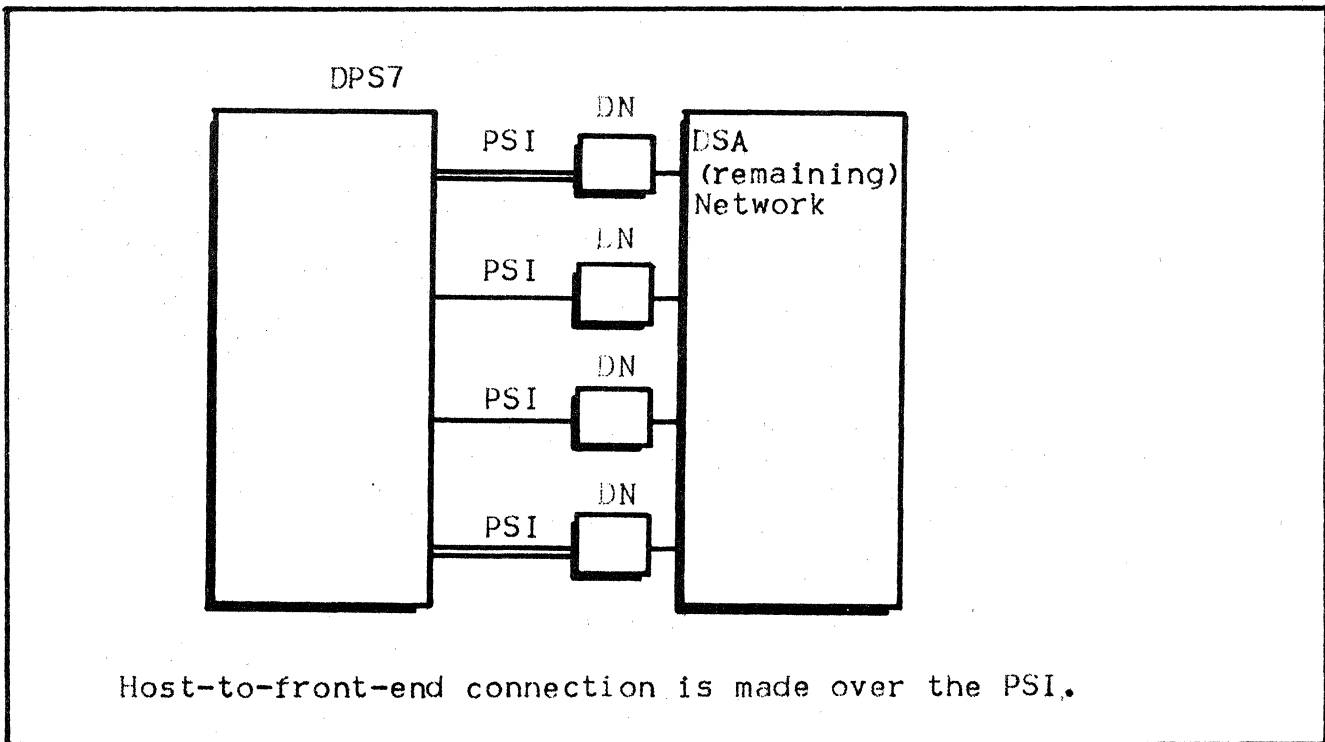 DPS7
DN
PSI
DSA
(remaining)
Network
DN
PSI
DN
PSI
DN
PSI
Host-to-front-end connection is made over the PSI.